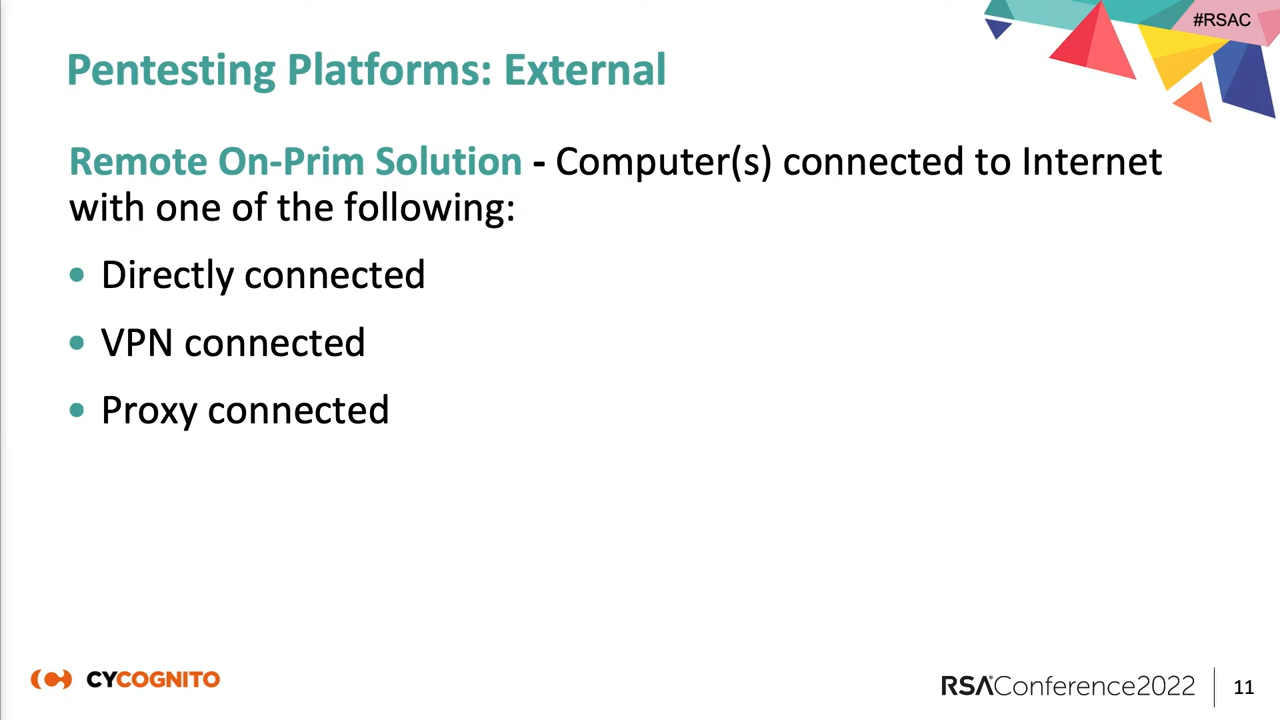 #RSAC
Pentesting Platforms: External
Remote On-Prim Solution - Computer(s) connected to Internet
with one of the following:
• Directly connected
• VPN connected
• Proxy connected
CYCOGNITO
RSAConference2022
11